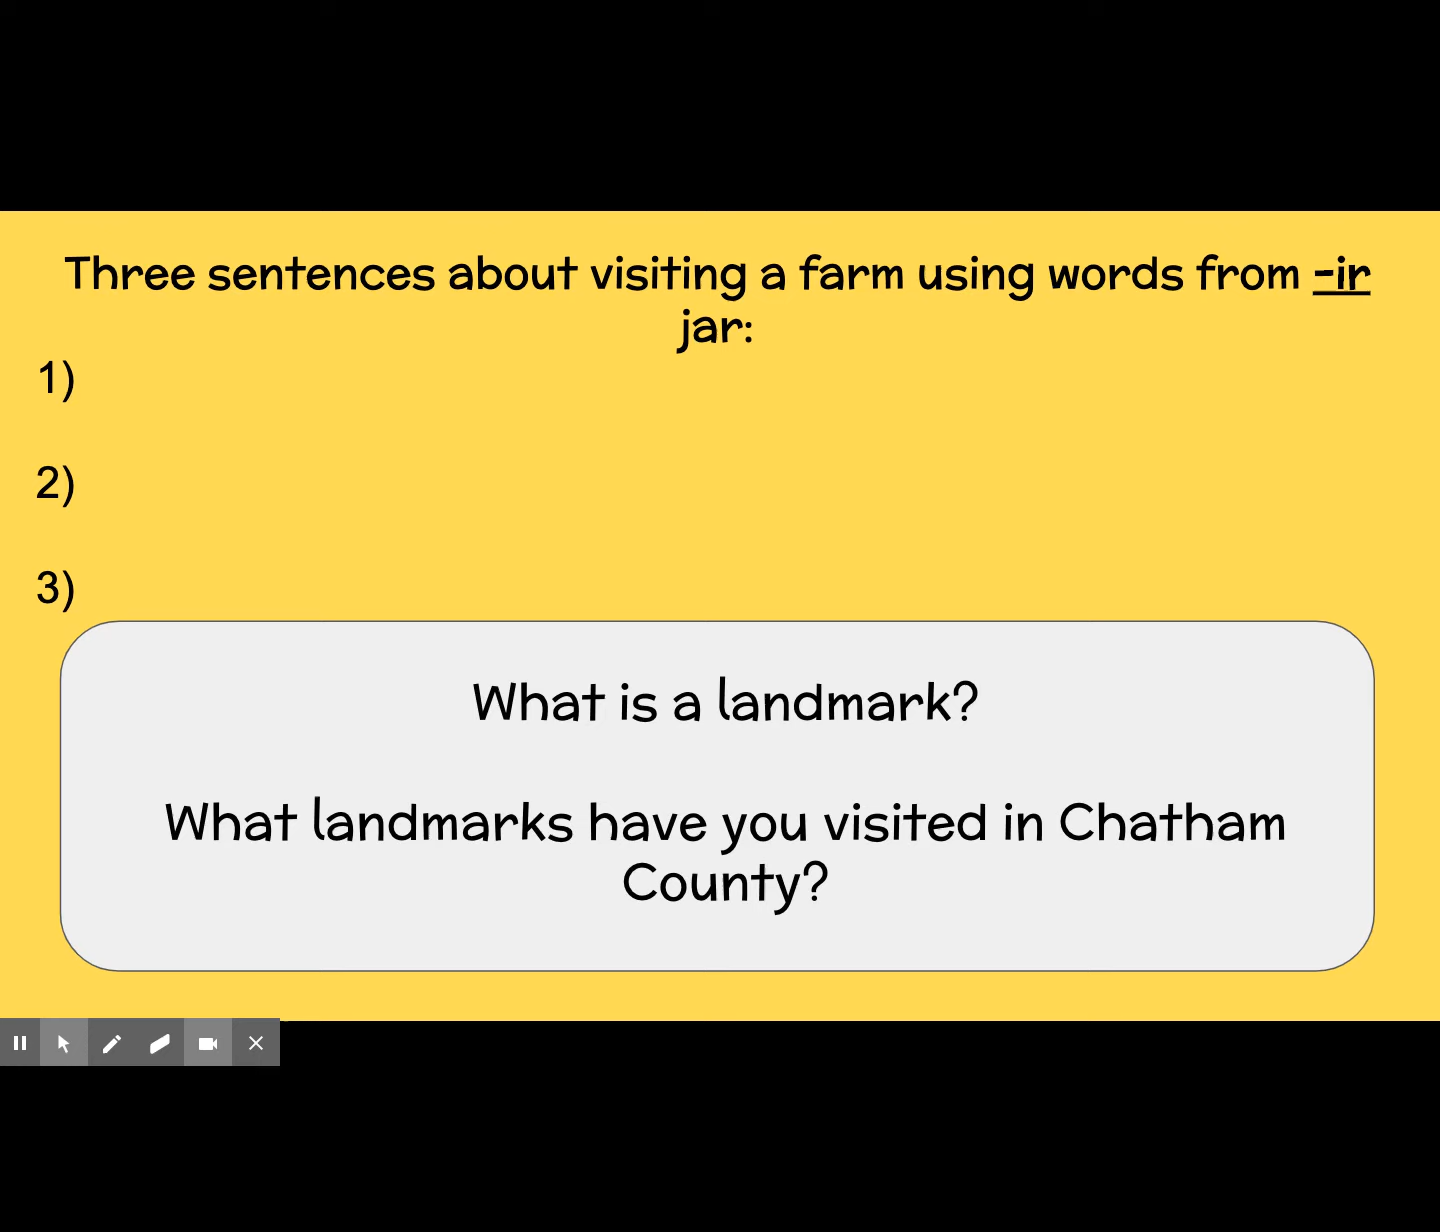 Three sentences about visiting a farm using words from -ir
jar:
1)
2)
3)
What is a landmark?
What landmarks have you visited in Chatham
County?